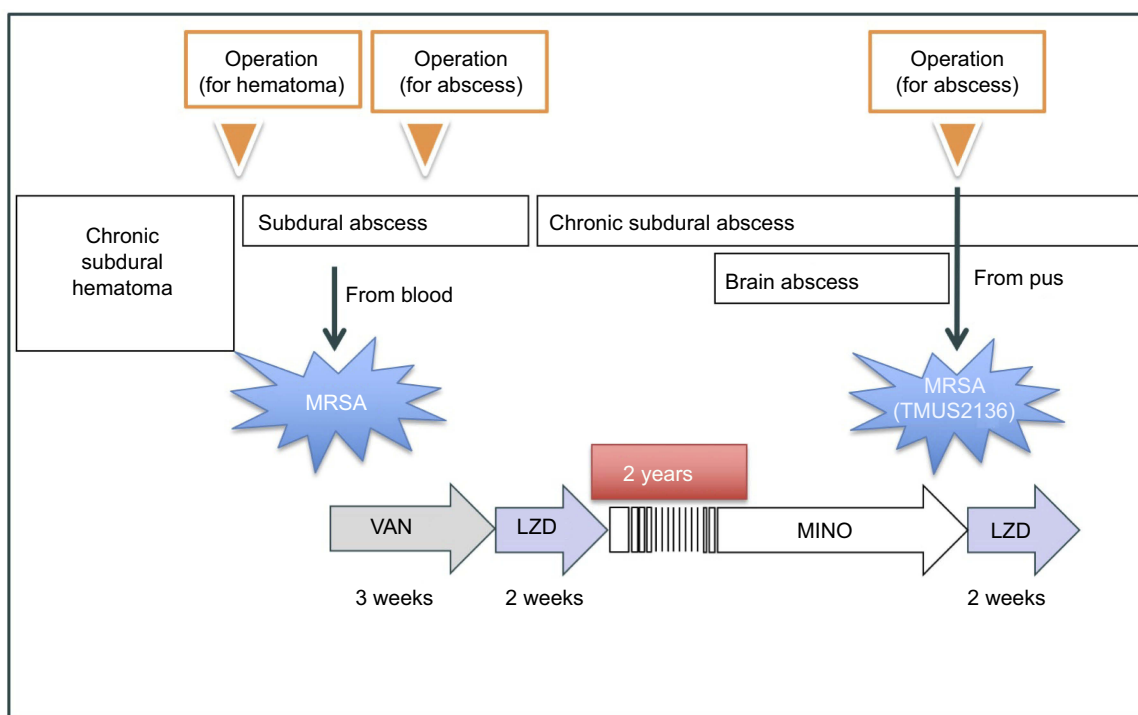 Operation
(for hematoma)
Operation
(for abscess)
Operation
(for abscess)
Chronic
subdural
hematoma
Subdural abscess
Chronic subdural abscess
Brain abscess
From blood
From pus
MRSA
MRSA
(TMUS2136)
2 years
VAN
LZD
MINO
LZD
3 weeks
2 weeks
2 weeks